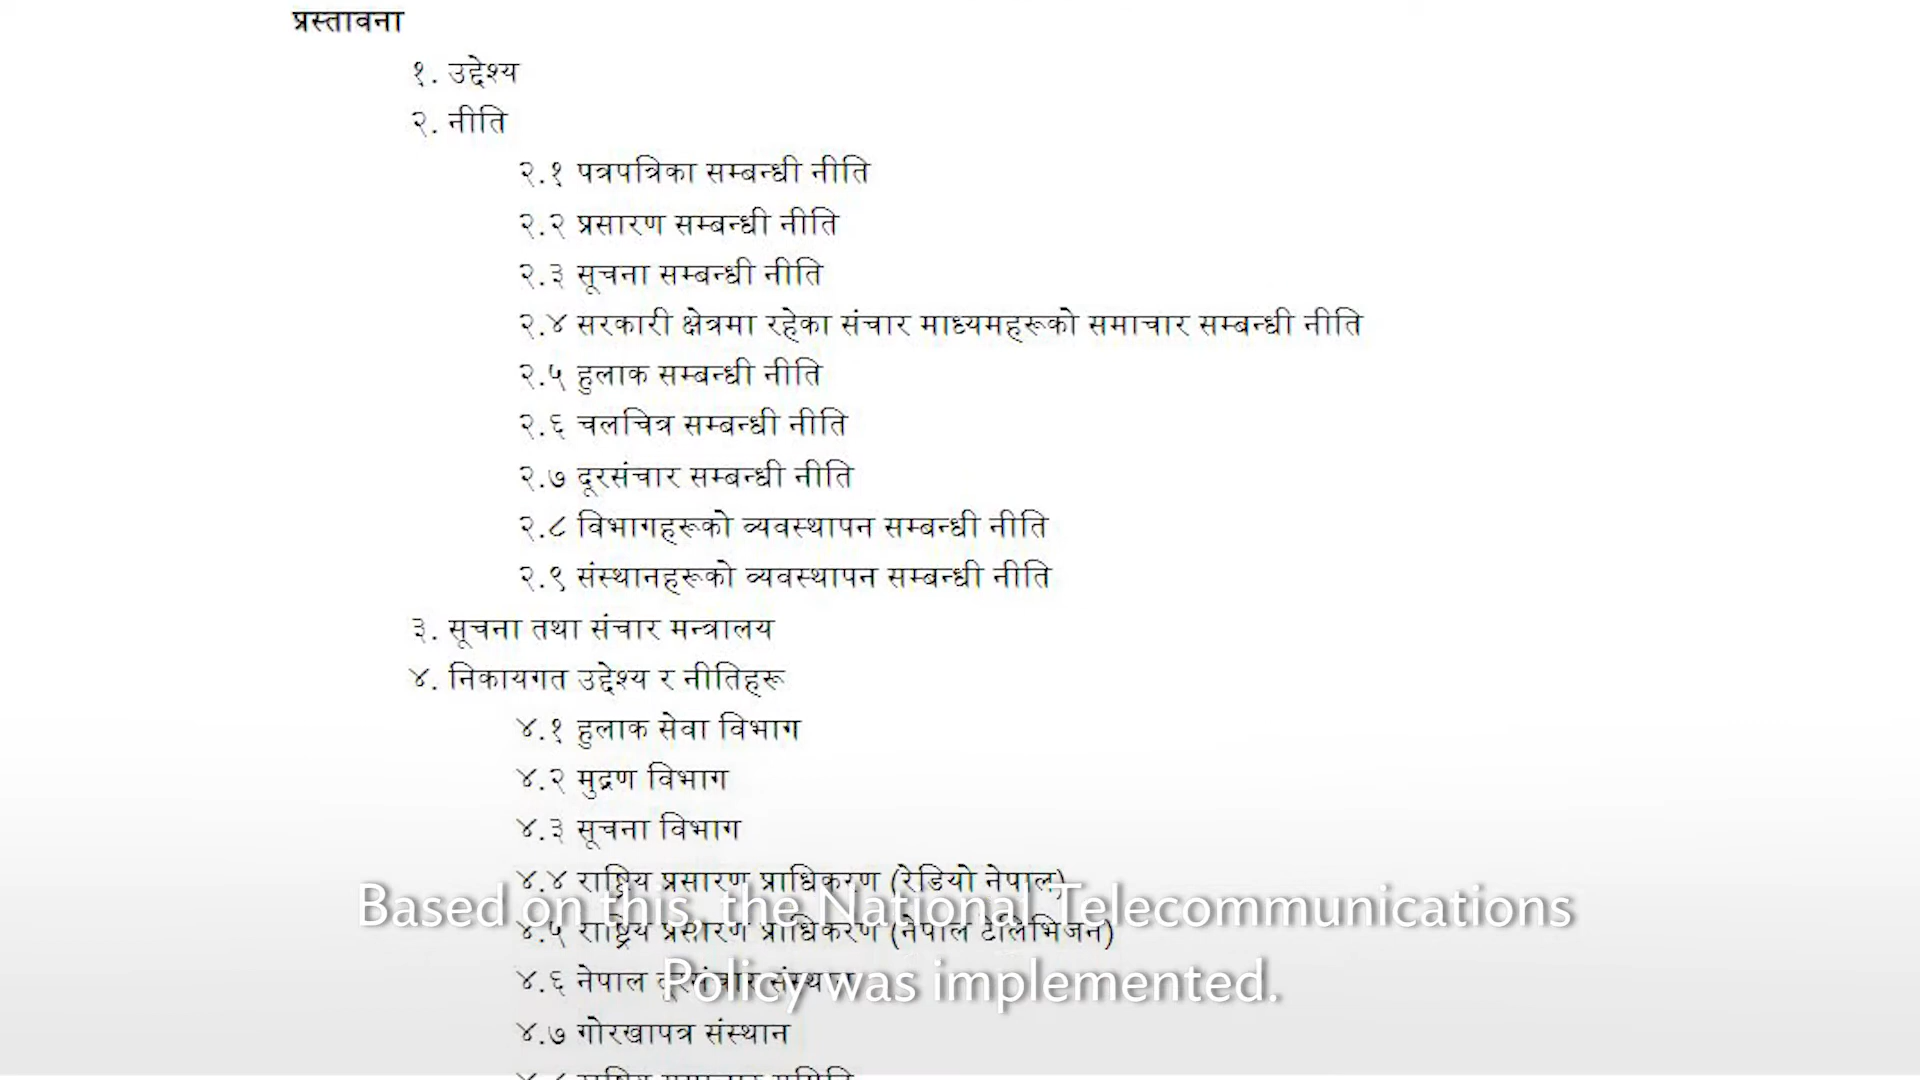 प्रस्तावना
१. उद्देश्य
२. नीति
२.१ पत्रपत्रिका सम्बन्धी नीति
२.२ प्रसारण सम्बन्धी नीति
२.३ सूचना सम्बन्धी नीति
२.४ सरकारी क्षेत्रमा रहेका संचार माध्यमहरूको समाचार सम्बन्धी नीति
२.५ हुलाक सम्बन्धी नीति
२.६ चलचित्र सम्बन्धी नीति
२.७ दूरसंचार सम्बन्धी नीति
२.८ विभागहरूको व्यवस्थापन सम्बन्धी नीति
२.९ संस्थानहरूको व्यवस्थापन सम्बन्धी नीति
३. सूचना तथा संचार मन्त्रालय
४. निकायगत उद्देश्य र नीतिहरू
४.१ हुलाक सेवा विभाग
४.२ मुद्रण विभाग
४.३ सूचना विभाग
४.४ राष्ट्रिय प्रसारण प्राधिकरण (रेडियो नेपाल)
Based on this, the National Telecommunications
४.५ राष्ट्रिय प्रसारण प्राधिकरण (नेपाल टेलिभिजन)
४.६ नेपाल दूरसंचार संस्थान
Policy was implemented.
४.७ गोरखापत्र संस्थान